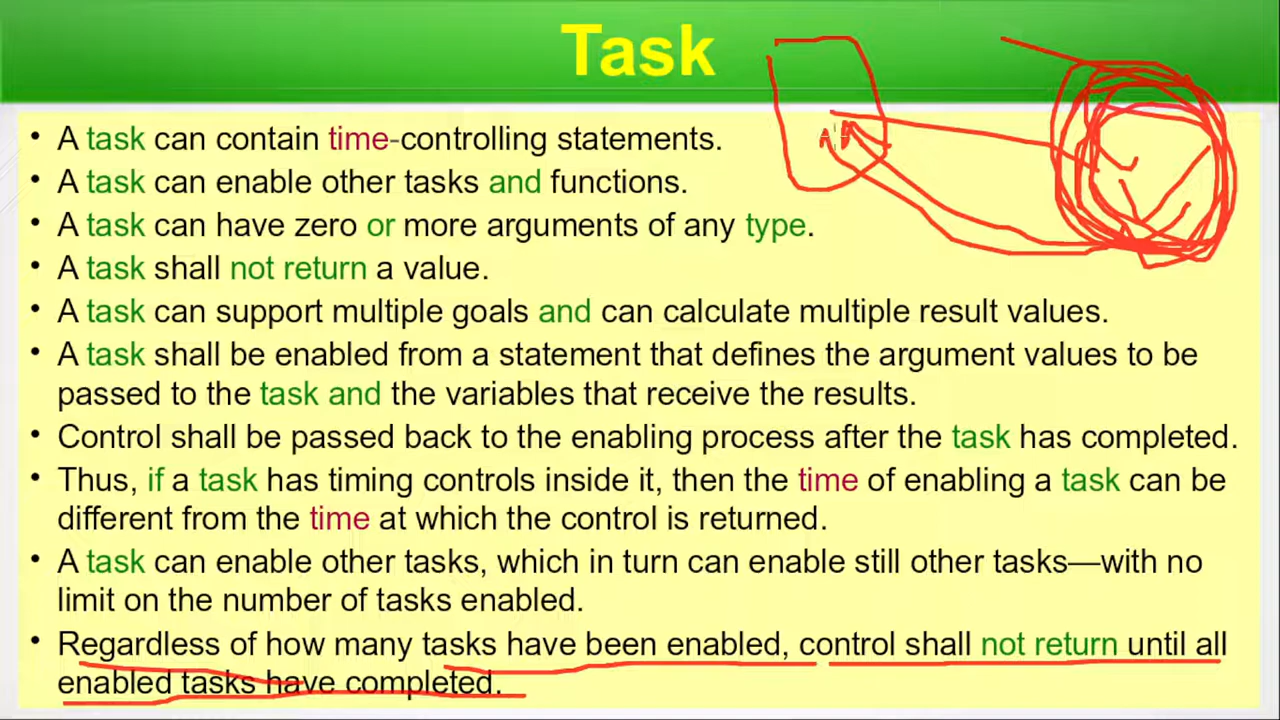 Task
• A task can contain time-controlling statements.
• A task can enable other tasks and functions.
• A task can have zero or more arguments of any type.
• A task shall not return a value.
• A task can support multiple goals and can calculate multiple result values.
• A task shall be enabled from a statement that defines the argument values to be
passed to the task and the variables that receive the results.
• Control shall be passed back to the enabling process after the task has completed.
• Thus, if a task has timing controls inside it, then the time of enabling a task can be
different from the time at which the control is returned.
• A task can enable other tasks, which in turn can enable still other tasks—with no
limit on the number of tasks enabled.
• Regardless of how many tasks have been enabled, control shall not return until all
enabled tasks have completed.